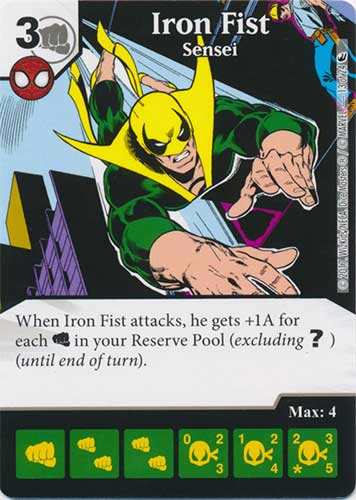 3
Iron Fist
Sensei
When Iron Fist attacks, he gets +1A for
each in your Reserve Pool (excluding ? )
(until end of turn).
Max: 4
0 2
3
1 2
4
2 3
* 5